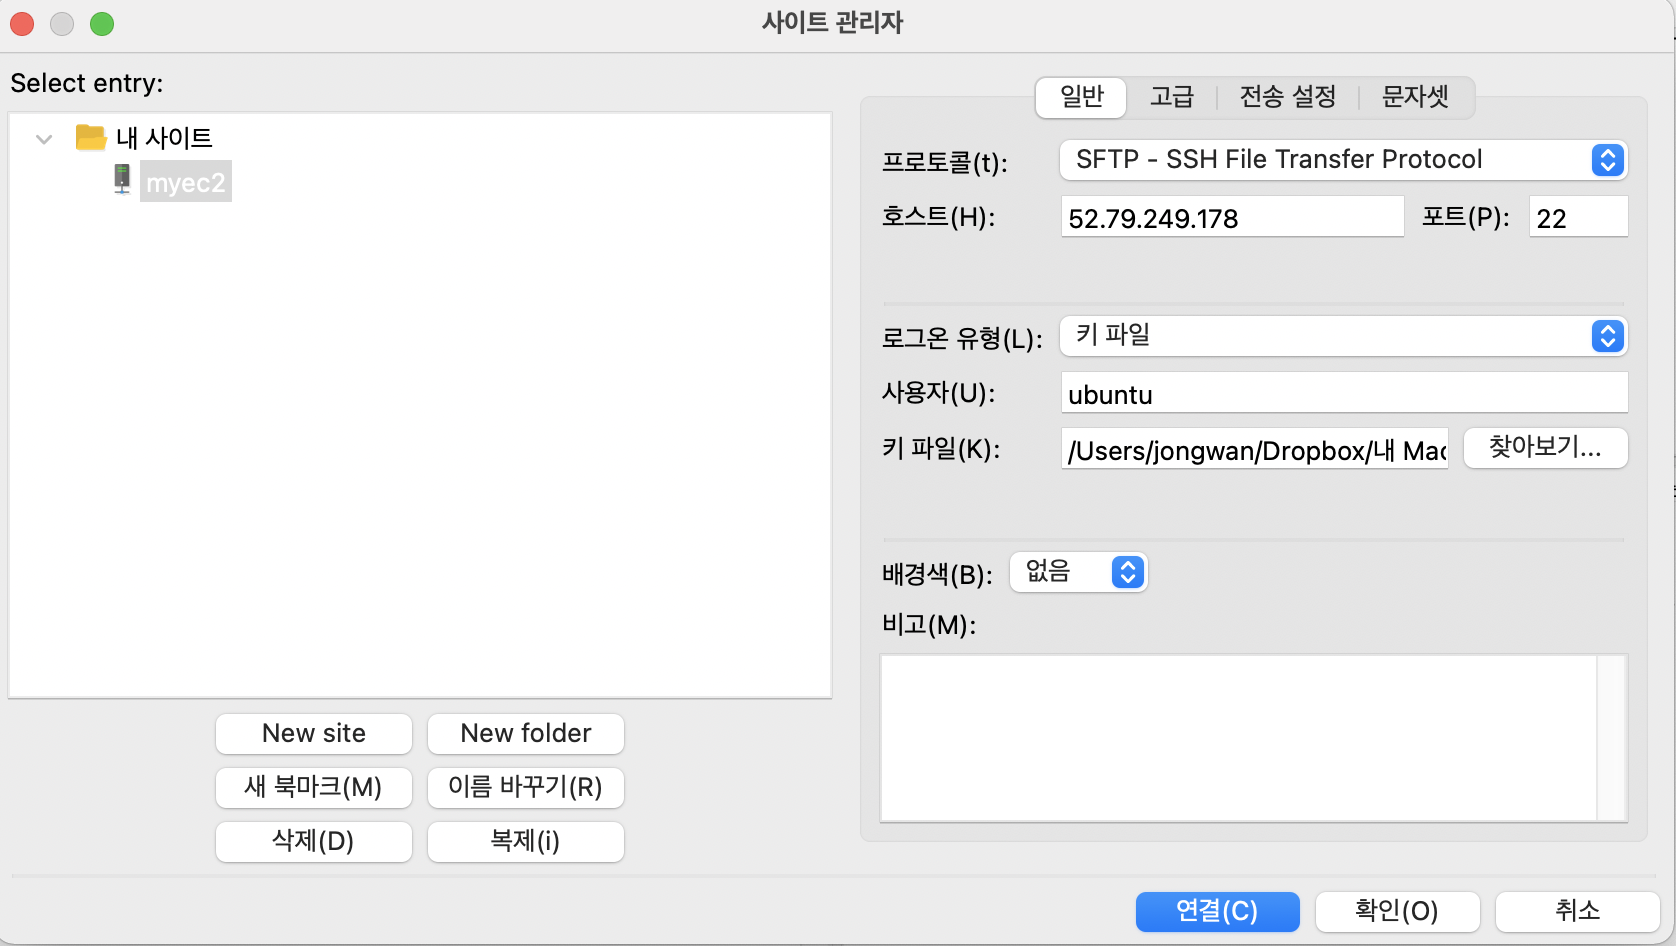 사이트 관리자
Select entry:
내 사이트
myec2
New site
New folder
새 북마크(M)
이름 바꾸기(R)
삭제(D)
복제(i)
일반
고급
전송 설정
문자셋
프로토콜(t):
SFTP - SSH File Transfer Protocol
호스트(H):
52.79.249.178
포트(P):
22
로그온 유형(L):
키 파일
사용자(U):
ubuntu
키 파일(K):
/Users/jongwan/Dropbox/내 Mac
찾아보기...
배경색(B):
없음
비고(M):
연결(C)
확인(O)
취소